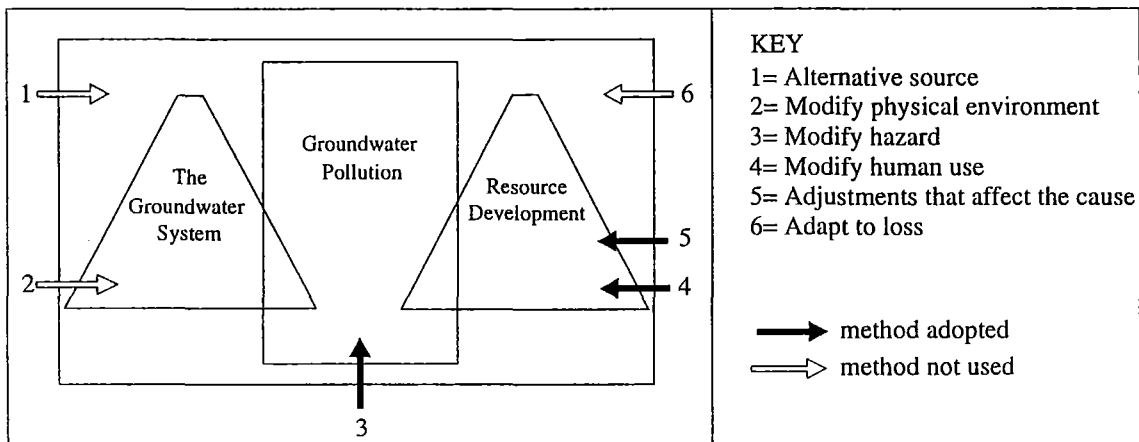 1
6
Groundwater
Pollution
The
Groundwater
System
Resource
Development
5
2
4
3
KEY
1= Alternative source
2= Modify physical environment
3= Modify hazard
4= Modify human use
5= Adjustments that affect the cause
6= Adapt to loss
method adopted
method not used